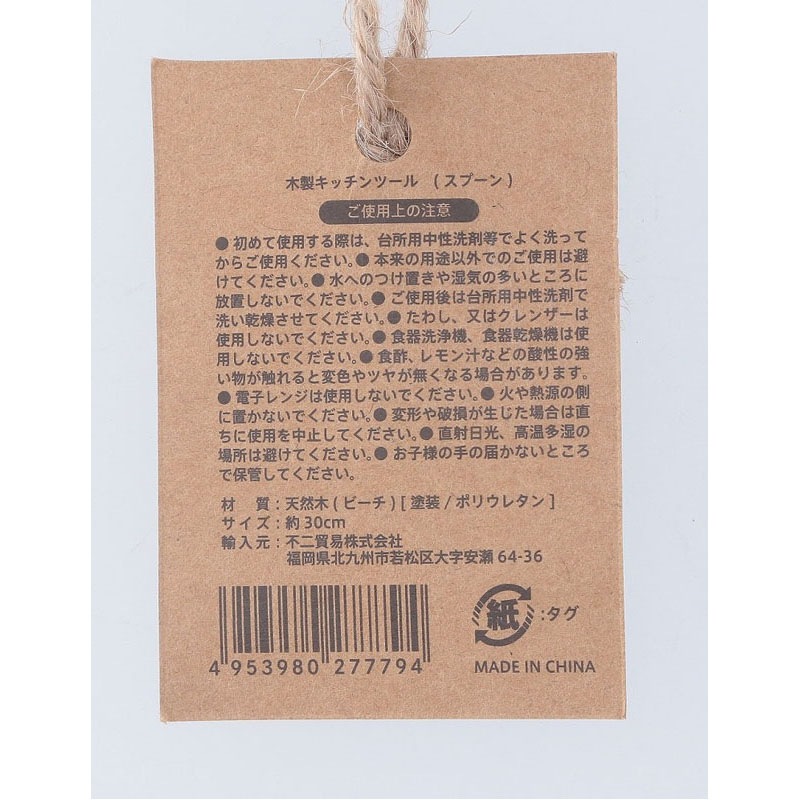 木製キッチンツール （スプーン）
ご使用上の注意
● 初めて使用する際は、台所用中性洗剤等でよく洗って
からご使用ください。● 本来の用途以外でのご使用は避
けてください。● 水へのつけ置きや湿気の多いところに
放置しないでください。● ご使用後は台所用中性洗剤で
洗い乾燥させてください。● たわし、又はクレンザーは
使用しないでください。● 食器洗浄機、食器乾燥機は使
用しないでください。● 食酢、レモン汁などの酸性の強
い物が触れると変色やツヤが無くなる場合があります。
● 電子レンジは使用しないでください。● 火や熱源の側
に置かないでください。● 変形や破損が生じた場合は直
ちに使用を中止してください。● 直射日光、高温多湿の
場所は避けてください。● お子様の手の届かないところ
で保管してください。
材 質：天然木（ビーチ）[ 塗装 / ポリウレタン ]
サイズ：約 30cm
輸入元：不二貿易株式会社
福岡県北九州市若松区大字安瀬 64-36
紙 :タグ
4 953980 277794
MADE IN CHINA